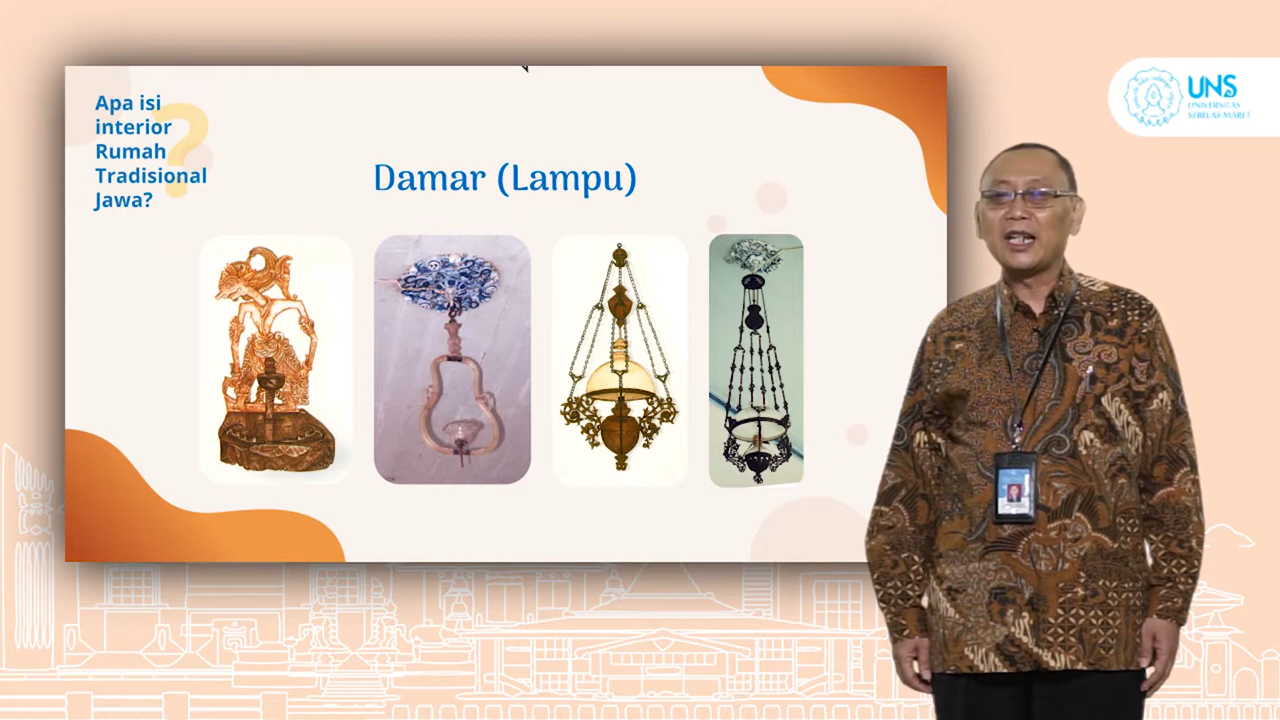 Apa isi
interior
Rumah
Tradisional
Jawa?
?
Damar (Lampu)
UNS
UNIVERSITAS
SEBELAS MARET